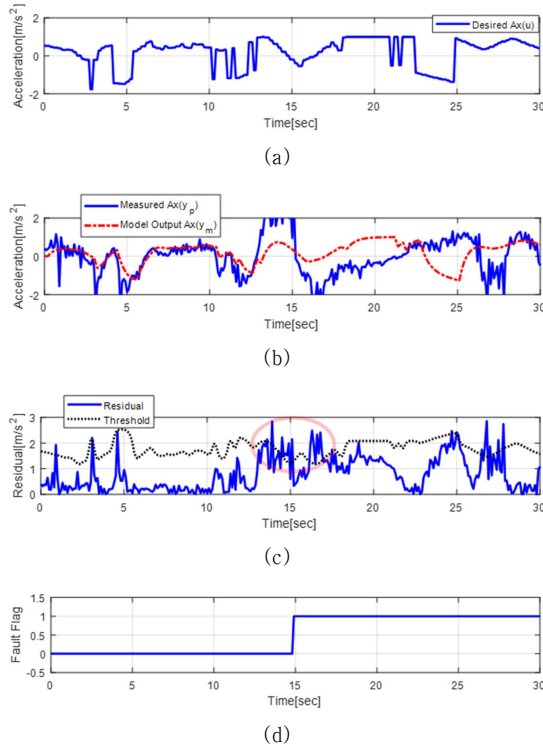 Desired Ax(u)
Acceleration[m/s²]
2
0
-2
0 5 10 15 20 25 30
Time[sec]
(a)
Measured Ax(y_p)
Model Output Ax(y_m)
Acceleration[m/s²]
2
0
-2
0 5 10 15 20 25 30
Time[sec]
(b)
Residual
Threshold
Residual[m/s²]
3
2
1
0
0 5 10 15 20 25 30
Time[sec]
(c)
Fault Flag
1.5
1
0.5
0
-0.5
0 5 10 15 20 25 30
Time[sec]
(d)